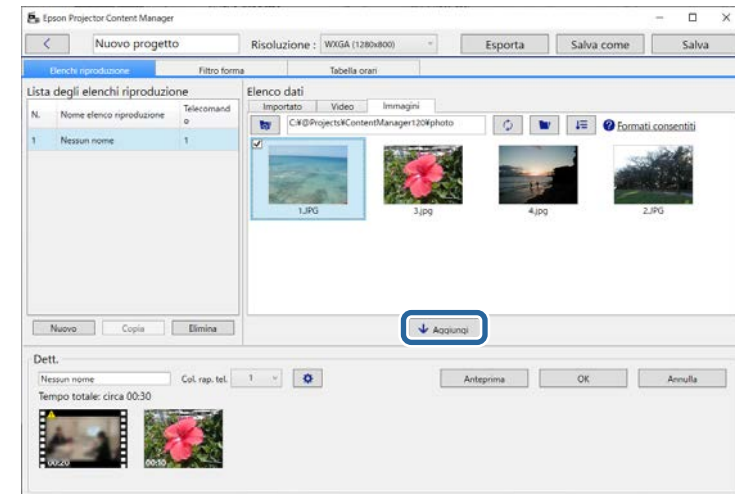 Epson Projector Content Manager
Nuovo progetto
Risoluzione : WXGA (1280x800)
Esporta
Salva come
Salva
Elenchi riproduzione
Filtro forma
Tabella orari
Lista degli elenchi riproduzione
N. Nome elenco riproduzione Telecomand
o
1 Nessun nome 1
Nuovo
Copia
Elimina
Elenco dati
Importato
Video
Immagini
C:¥@Projects¥ContentManager120¥photo
Formati consentiti
1.JPG
3.jpg
4.jpg
2.JPG
Aggiungi
Dett.
Nessun nome
Col. rap. tel. 1
Anteprima
OK
Annulla
Tempo totale: circa 00:30
00:20
00:10